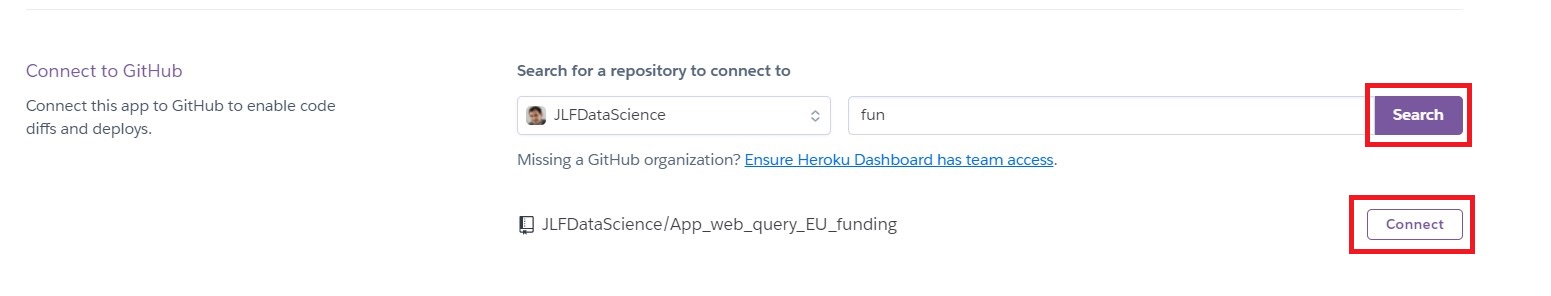 Connect to GitHub
Connect this app to GitHub to enable code
diffs and deploys.
Search for a repository to connect to
JLFDataScience
fun
Search
Missing a GitHub organization? Ensure Heroku Dashboard has team access.
JLFDataScience/App_web_query_EU_funding
Connect